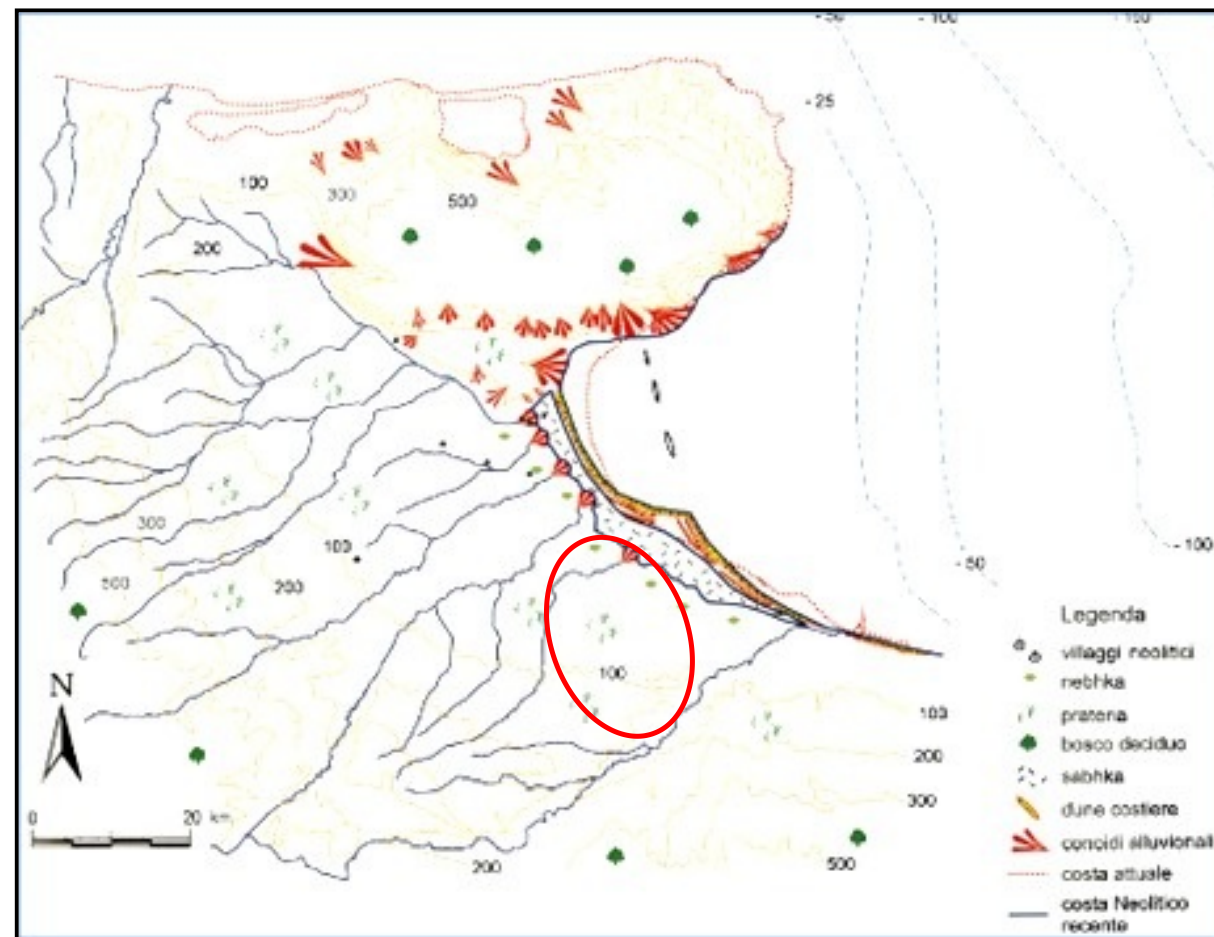 - 50
- 100
- 150
- 25
100
300
500
200
300
100
500
200
100
- 100
- 50
100
103
200
300
200
500
N
0
20 km
Legenda
villaggi neolitici
nebhka
prateria
bosco deciduo
sabhka
dune costiere
conoidi alluvionali
costa attuale
costa Neolitico
recente